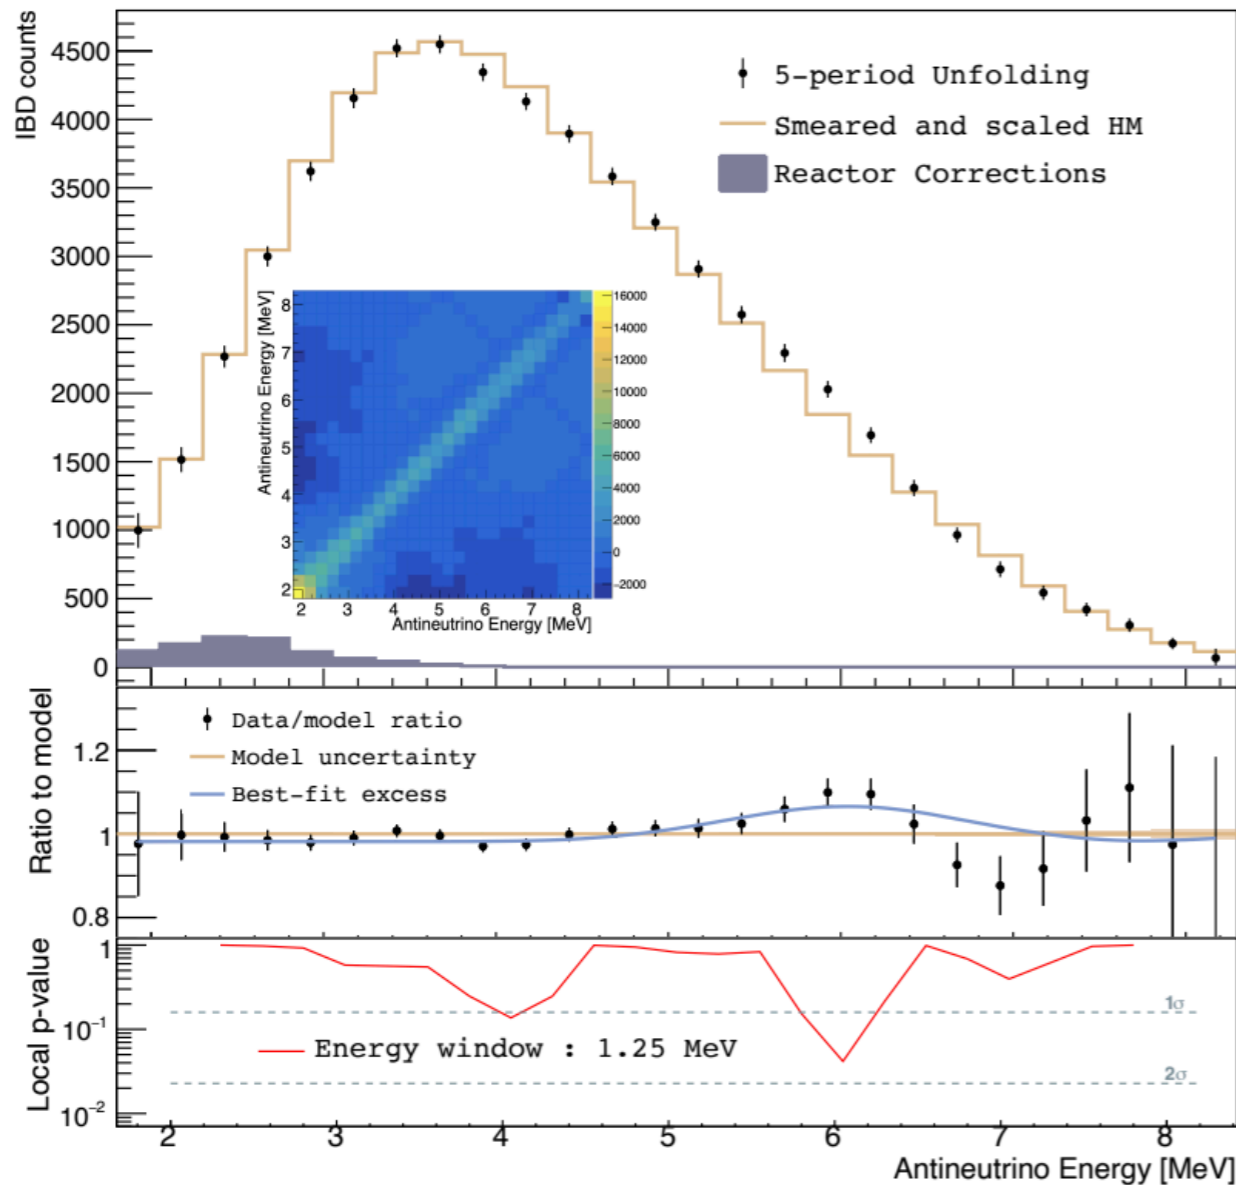 IBD counts
4500
4000
3500
3000
2500
2000
1500
1000
500
0
5-period Unfolding
Smeared and scaled HM
Reactor Corrections
Antineutrino Energy [MeV]
8
7
6
5
4
3
2
2 3 4 5 6 7 8
Antineutrino Energy [MeV]
16000
14000
12000
10000
8000
6000
4000
2000
0
-2000
Ratio to model
1.2
1
0.8
Data/model ratio
Model uncertainty
Best-fit excess
Local p-value
1
10⁻¹
10⁻²
1σ
Energy window : 1.25 MeV
2σ
2 3 4 5 6 7 8
Antineutrino Energy [MeV]